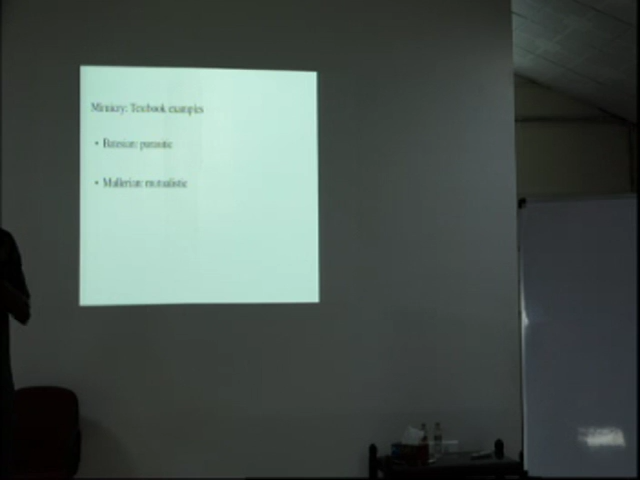 Mimicry: Textbook examples
• Batesian: parasitic
• Mullerian: mutualistic